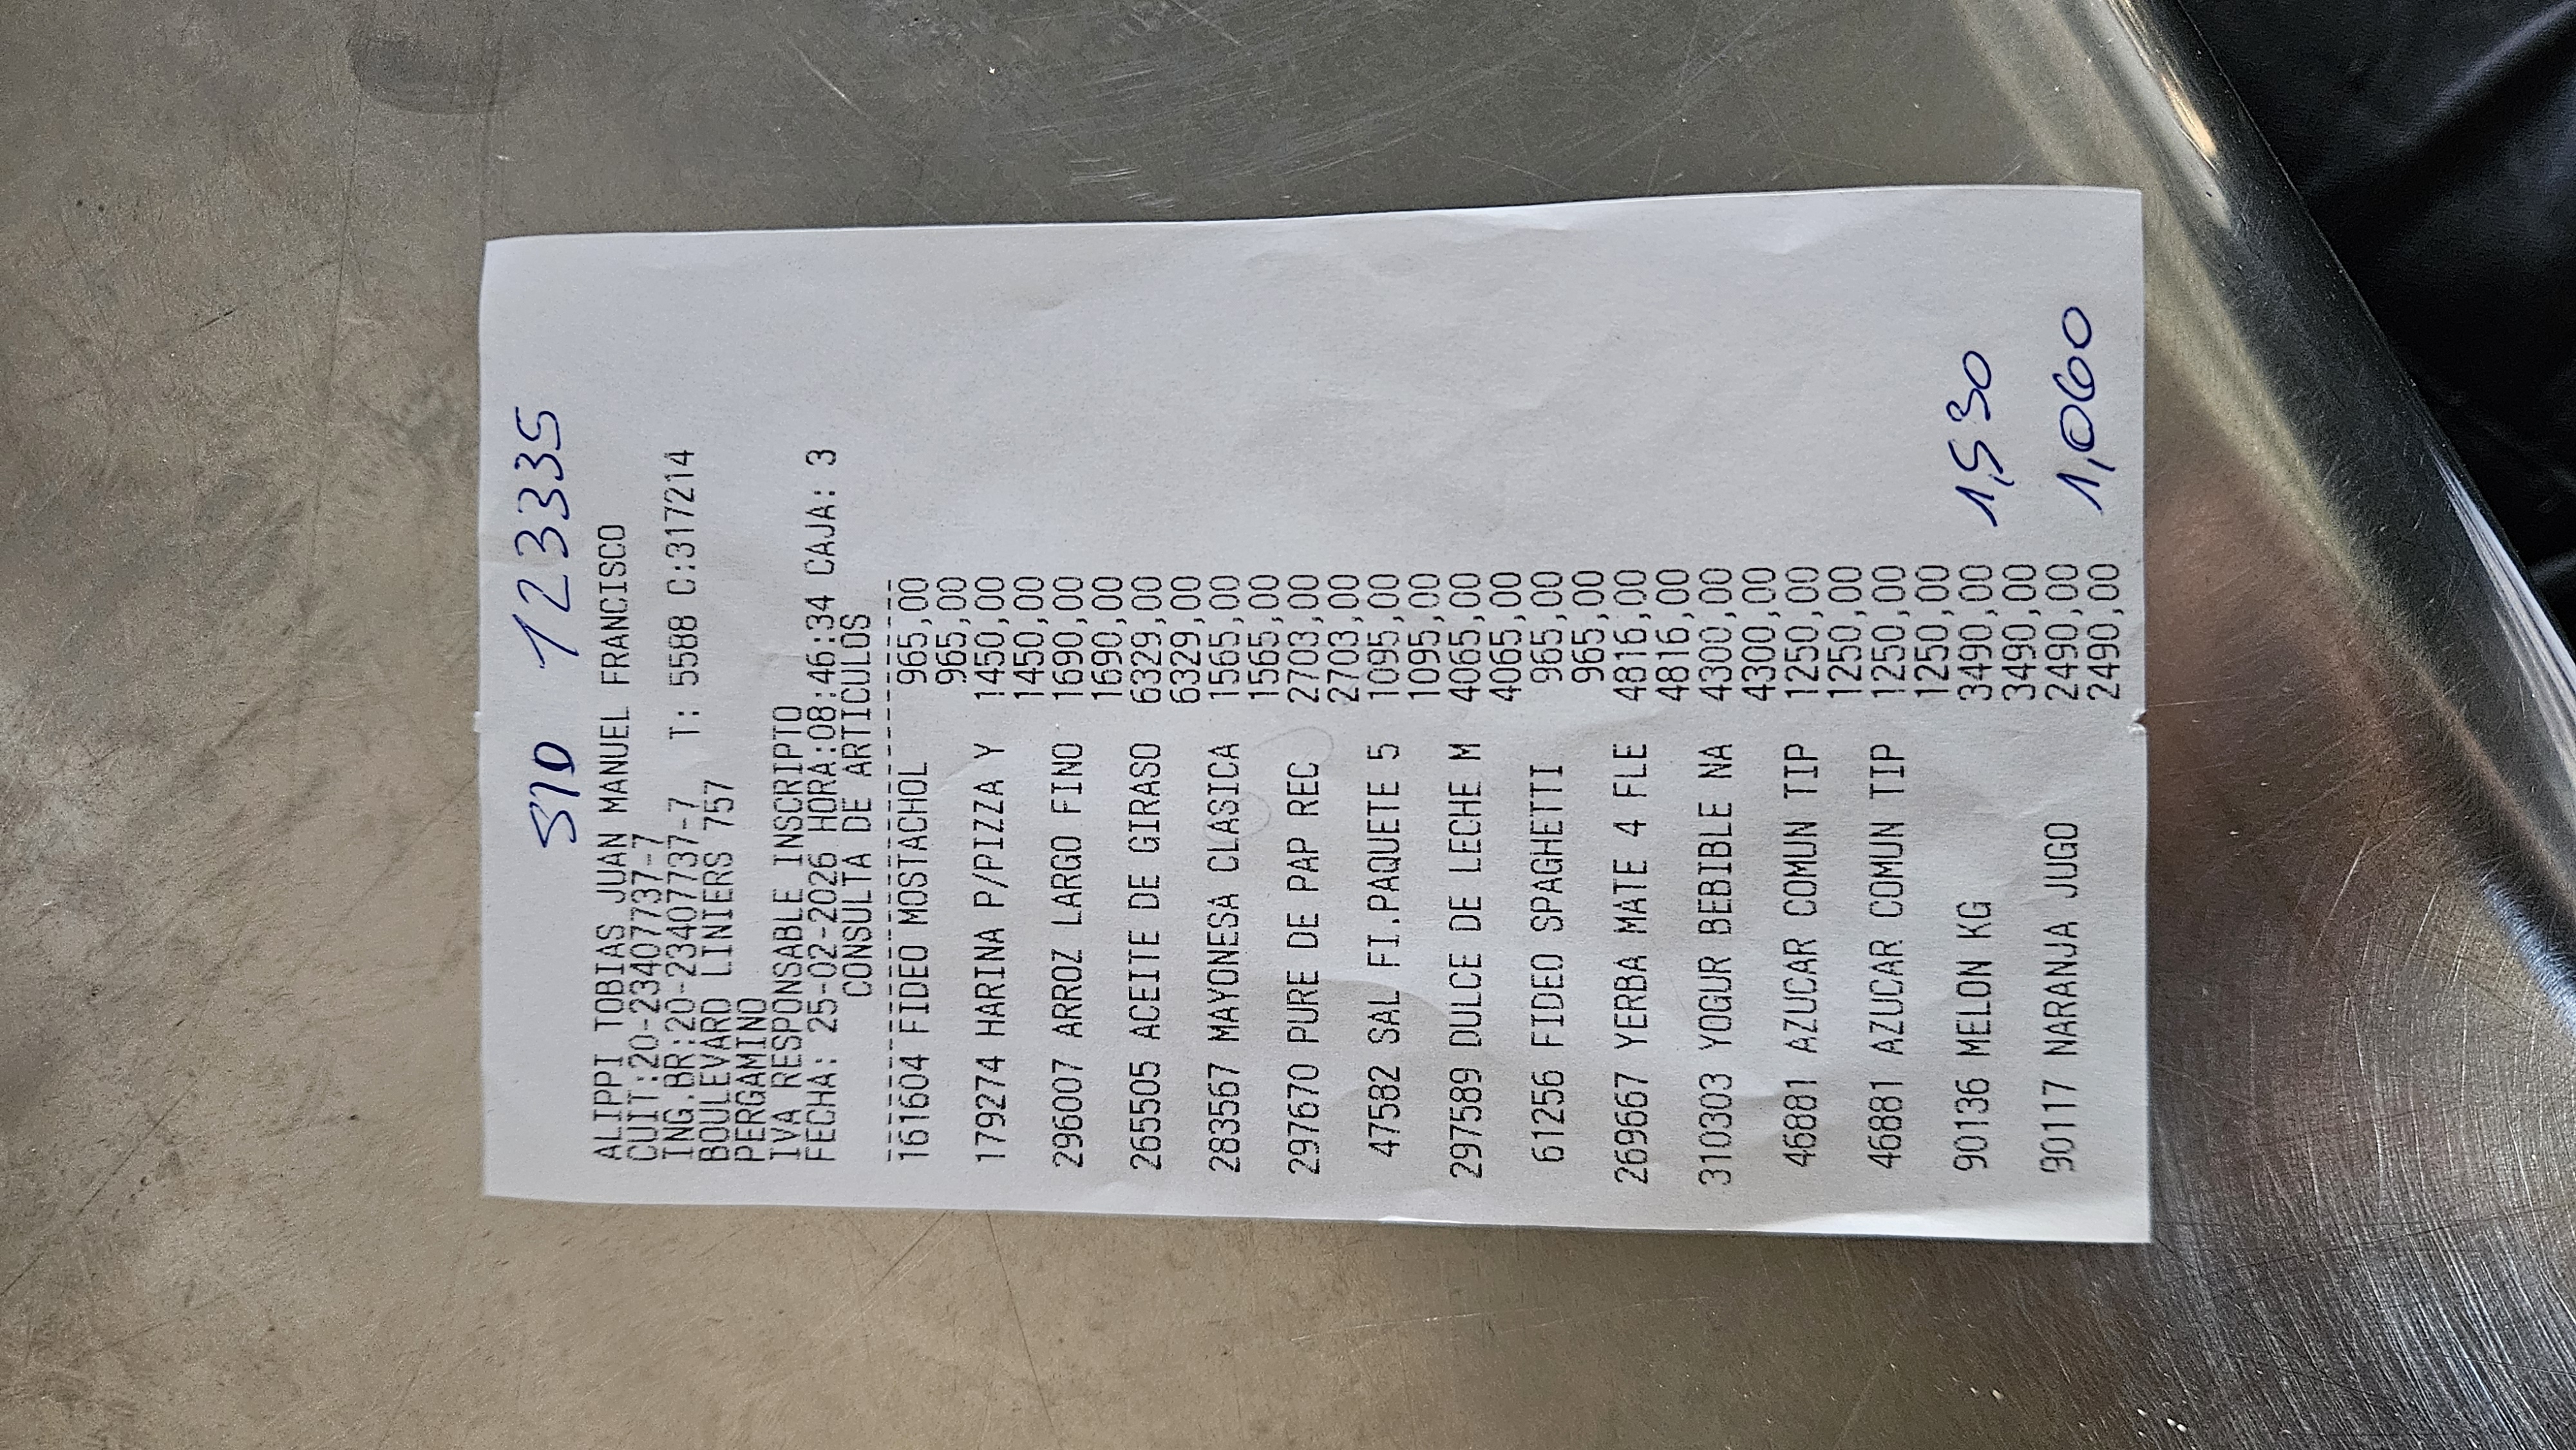 STD 12335
ALIPPI TOBIAS JUAN MANUEL FRANCISCO
CUIT:20-23407737-7
ING.BR:20-23407737-7 T: 5588 C:317214
BOULEVARD LINIERS 757
PERGAMINO
IVA RESPONSABLE INSCRIPTO
FECHA: 25-02-2026 HORA:08:46:34 CAJA: 3
CONSULTA DE ARTICULOS
161604 FIDEO MOSTACHOL 965,00
965,00
179274 HARINA P/PIZZA Y 1450,00
1450,00
296007 ARROZ LARGO FINO 1690,00
1690,00
265505 ACEITE DE GIRASO 6329,00
6329,00
283567 MAYONESA CLASICA 1565,00
1565,00
297670 PURE DE PAP REC 2703,00
2703,00
47582 SAL FI.PAQUETE 5 1095,00
1095,00
297589 DULCE DE LECHE M 4065,00
4065,00
61256 FIDEO SPAGHETTI 965,00
965,00
269667 YERBA MATE 4 FLE 4816,00
4816,00
310303 YOGUR BEBIBLE NA 4300,00
4300,00
46881 AZUCAR COMUN TIP 1250,00
1250,00
46881 AZUCAR COMUN TIP 1250,00
1250,00
90136 MELON KG 3490,00 1,530
3490,00
90117 NARANJA JUGO 2490,00 1,060
2490,00